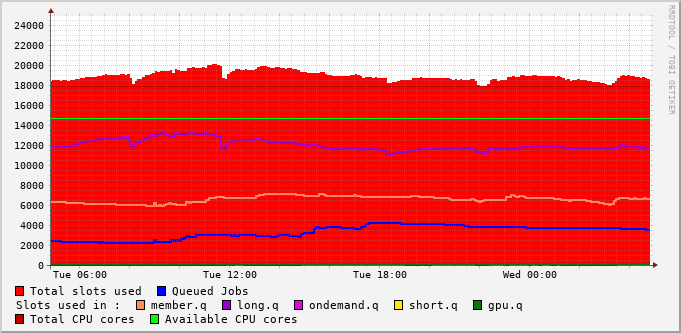 24000
22000
20000
18000
16000
14000
12000
10000
8000
6000
4000
2000
0
Tue 06:00 Tue 12:00 Tue 18:00 Wed 00:00
RRDTOOL / TOBI OETIKER
Total slots used Queued Jobs
Slots used in : member.q long.q ondemand.q short.q gpu.q
Total CPU cores Available CPU cores